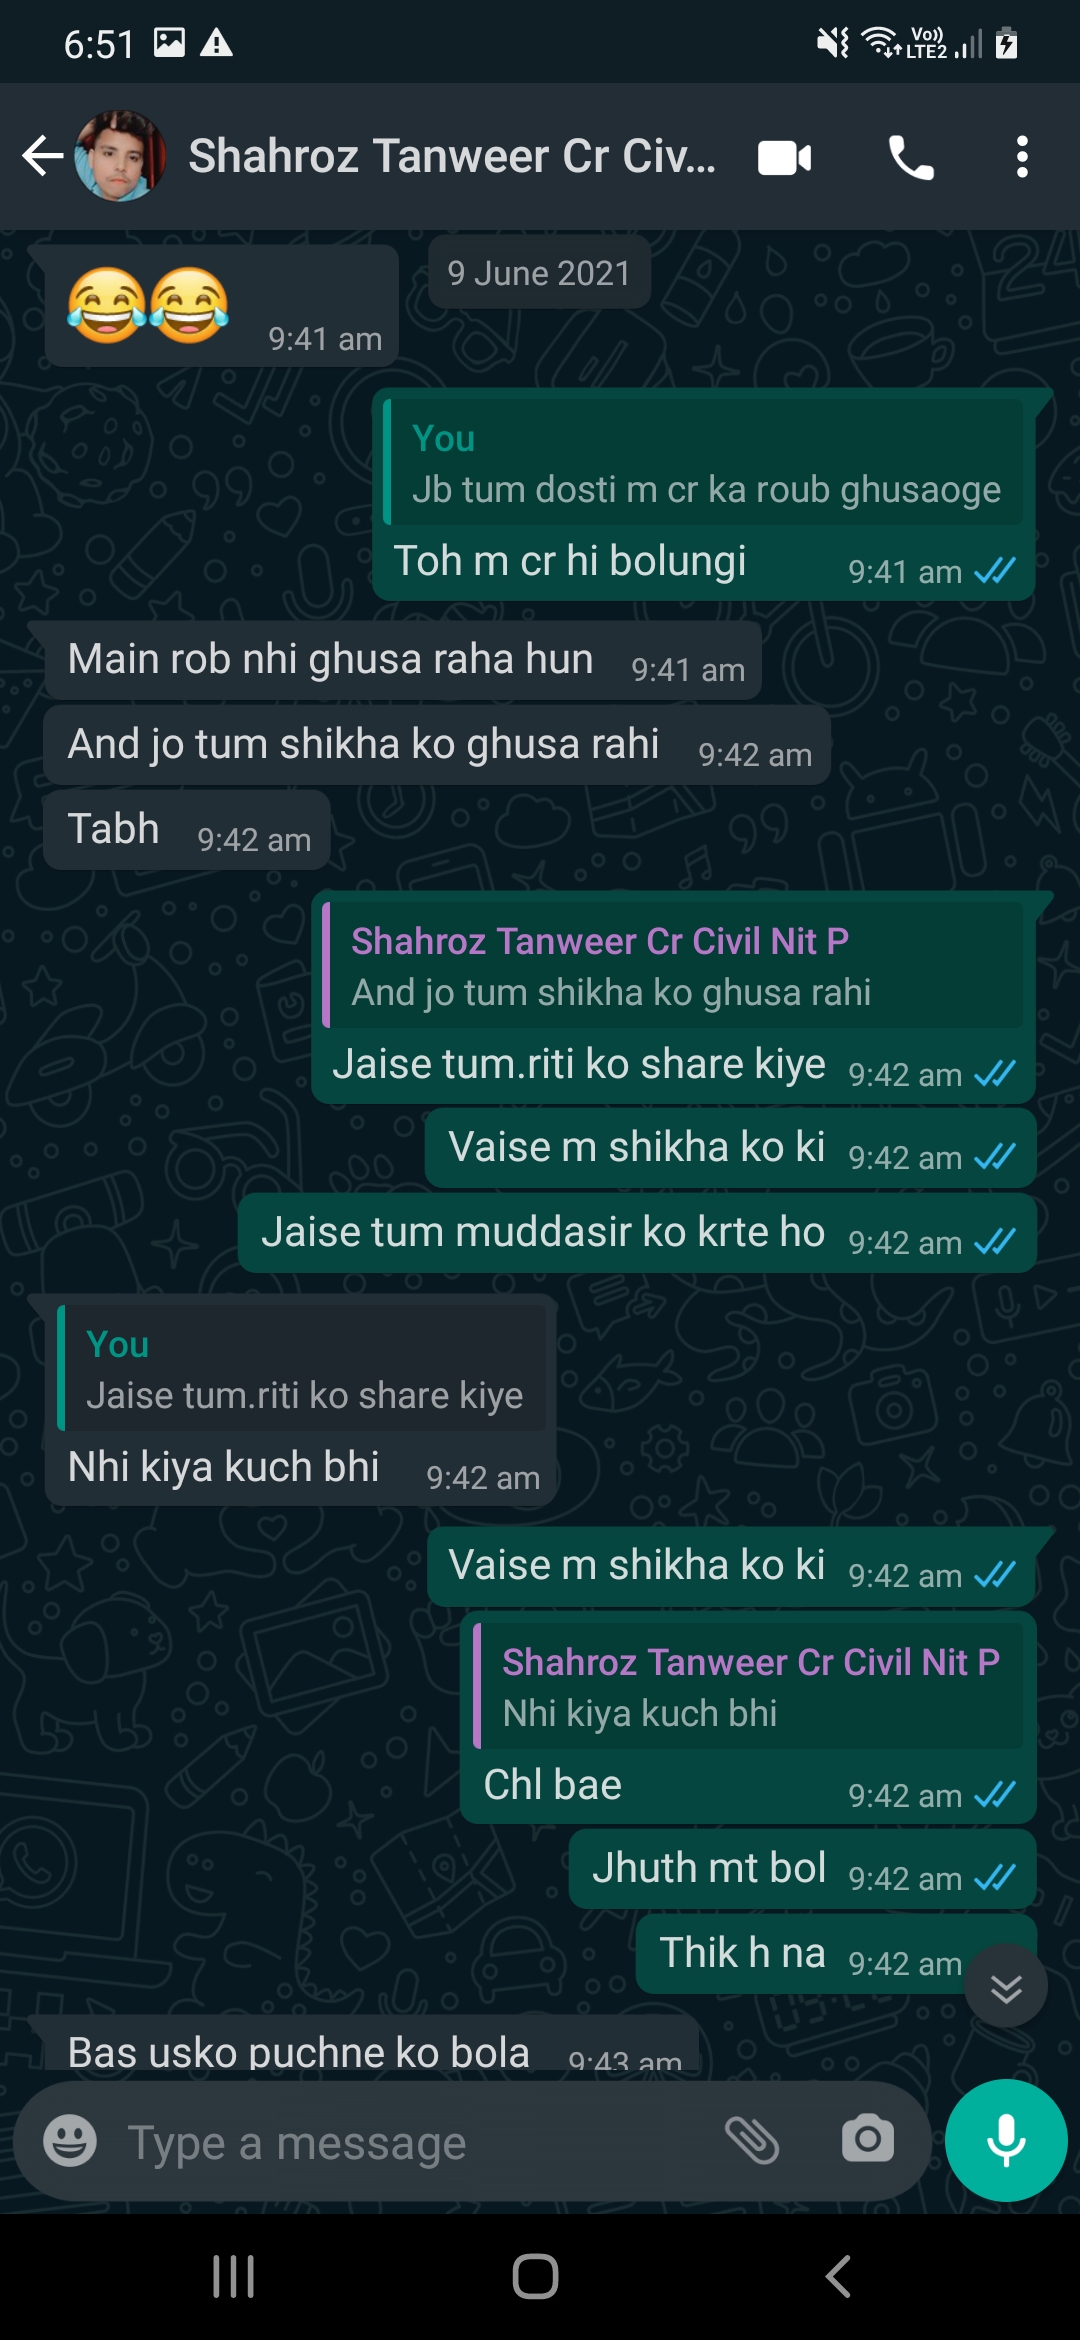 6:51
Vo)) LTE2
Shahroz Tanweer Cr Civ...
9 June 2021
😂😂 9:41 am
You
Jb tum dosti m cr ka roub ghusaoge
Toh m cr hi bolungi 9:41 am
Main rob nhi ghusa raha hun 9:41 am
And jo tum shikha ko ghusa rahi 9:42 am
Tabh 9:42 am
Shahroz Tanweer Cr Civil Nit P
And jo tum shikha ko ghusa rahi
Jaise tum.riti ko share kiye 9:42 am
Vaise m shikha ko ki 9:42 am
Jaise tum muddasir ko krte ho 9:42 am
You
Jaise tum.riti ko share kiye
Nhi kiya kuch bhi 9:42 am
Vaise m shikha ko ki 9:42 am
Shahroz Tanweer Cr Civil Nit P
Nhi kiya kuch bhi
Chl bae 9:42 am
Jhuth mt bol 9:42 am
Thik h na 9:42 am
Bas usko puchne ko bola 9:43 am
Type a message